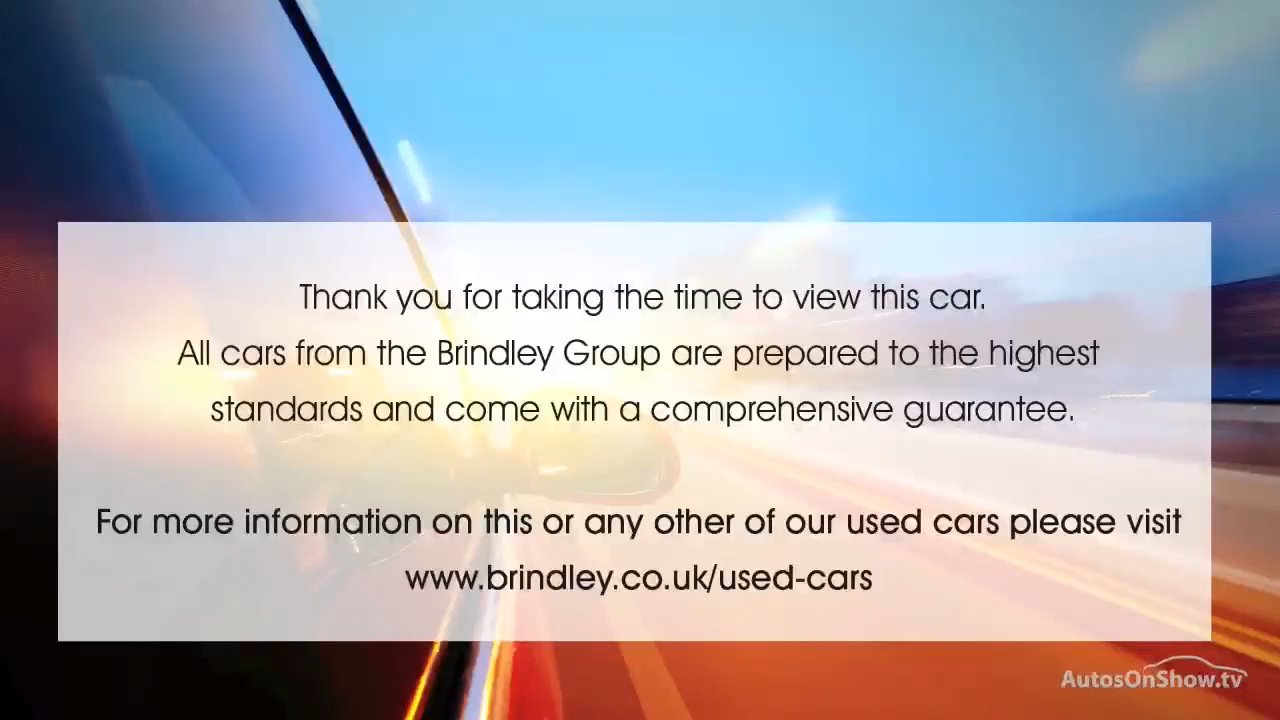 Thank you for taking the time to view this car.
All cars from the Brindley Group are prepared to the highest
standards and come with a comprehensive guarantee.
For more information on this or any other of our used cars please visit
www.brindley.co.uk/used-cars
AutosOnShow.tv